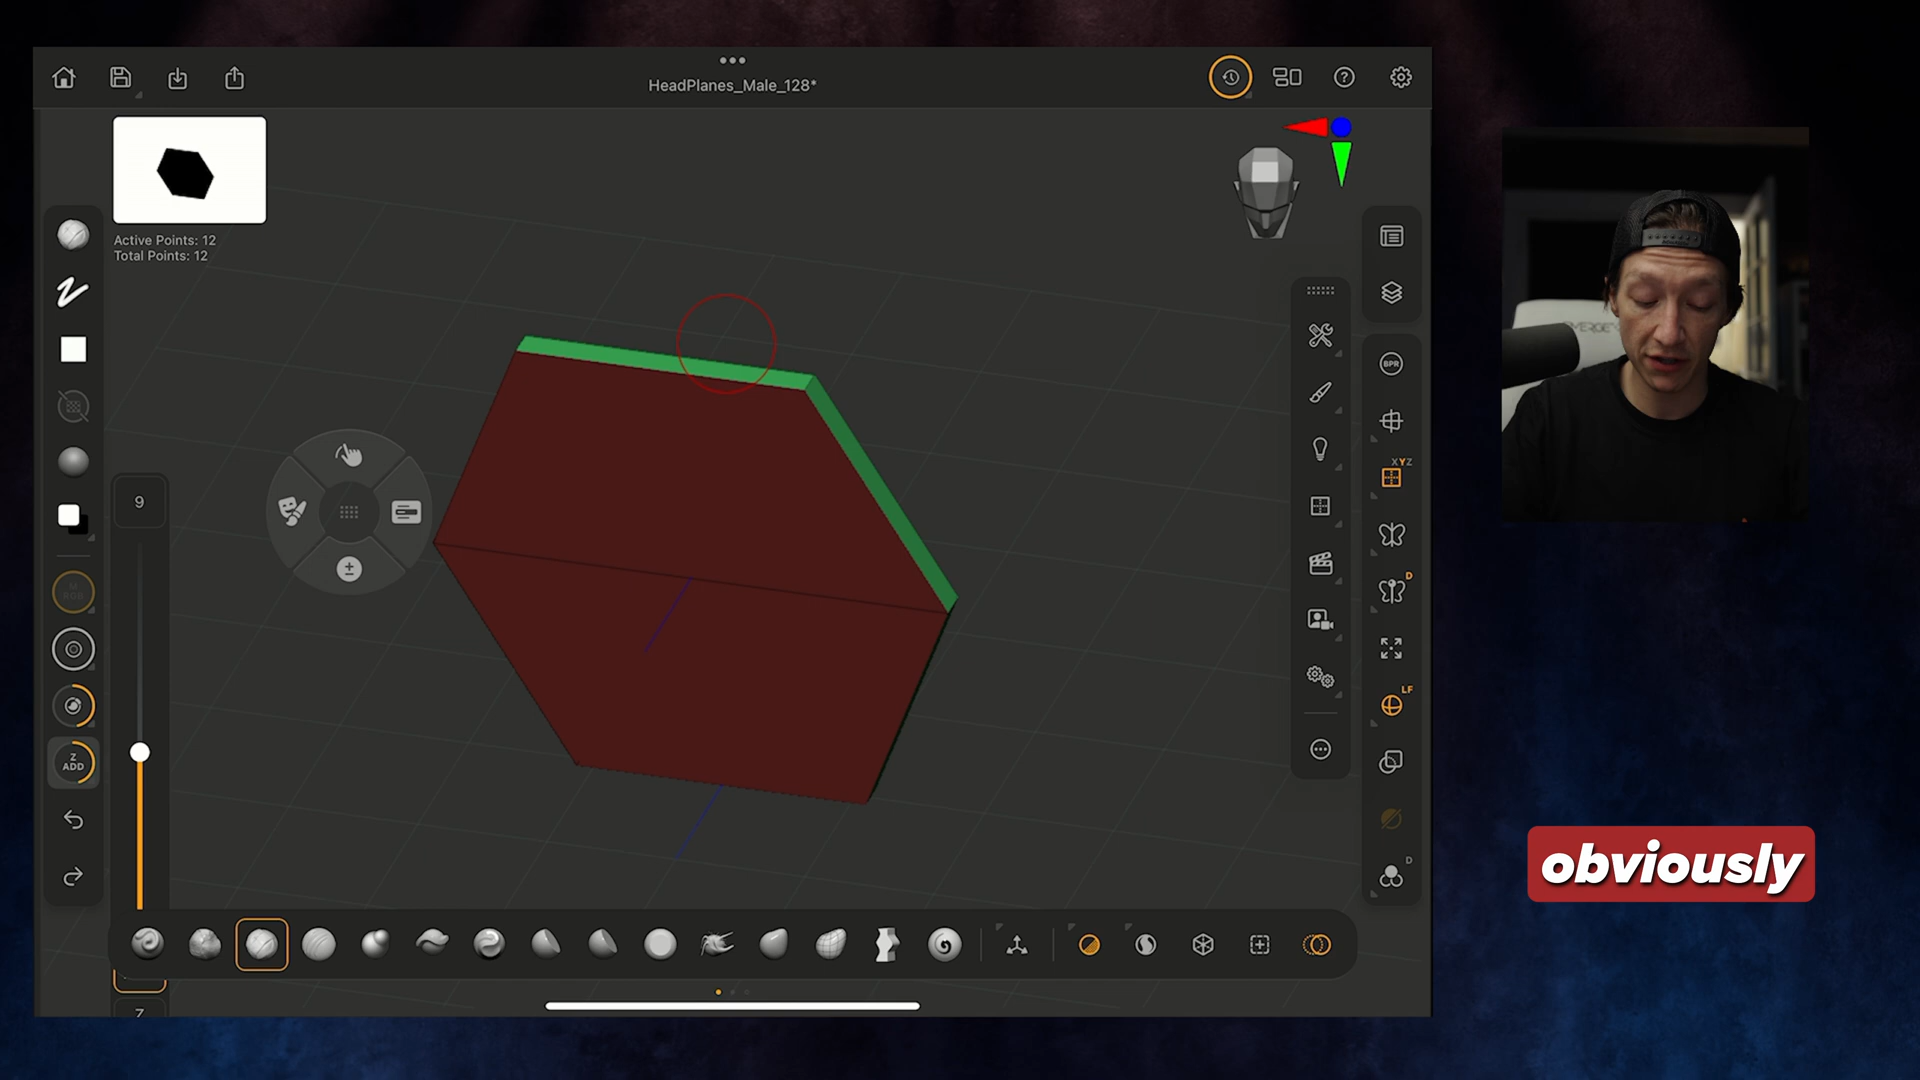 HeadPlanes_Male_128*
Active Points: 12
Total Points: 12
BPR
XYZ
9
D
LF
Z
ADD
D
obviously